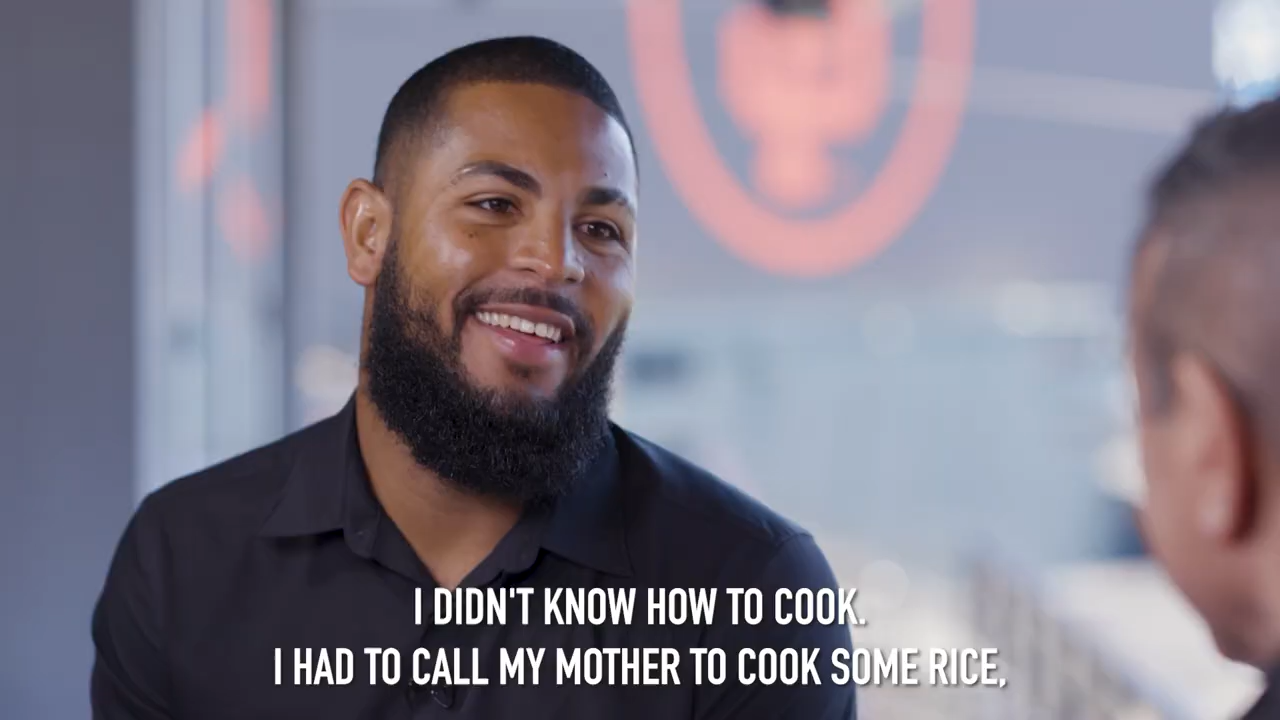 I DIDN'T KNOW HOW TO COOK.
I HAD TO CALL MY MOTHER TO COOK SOME RICE,